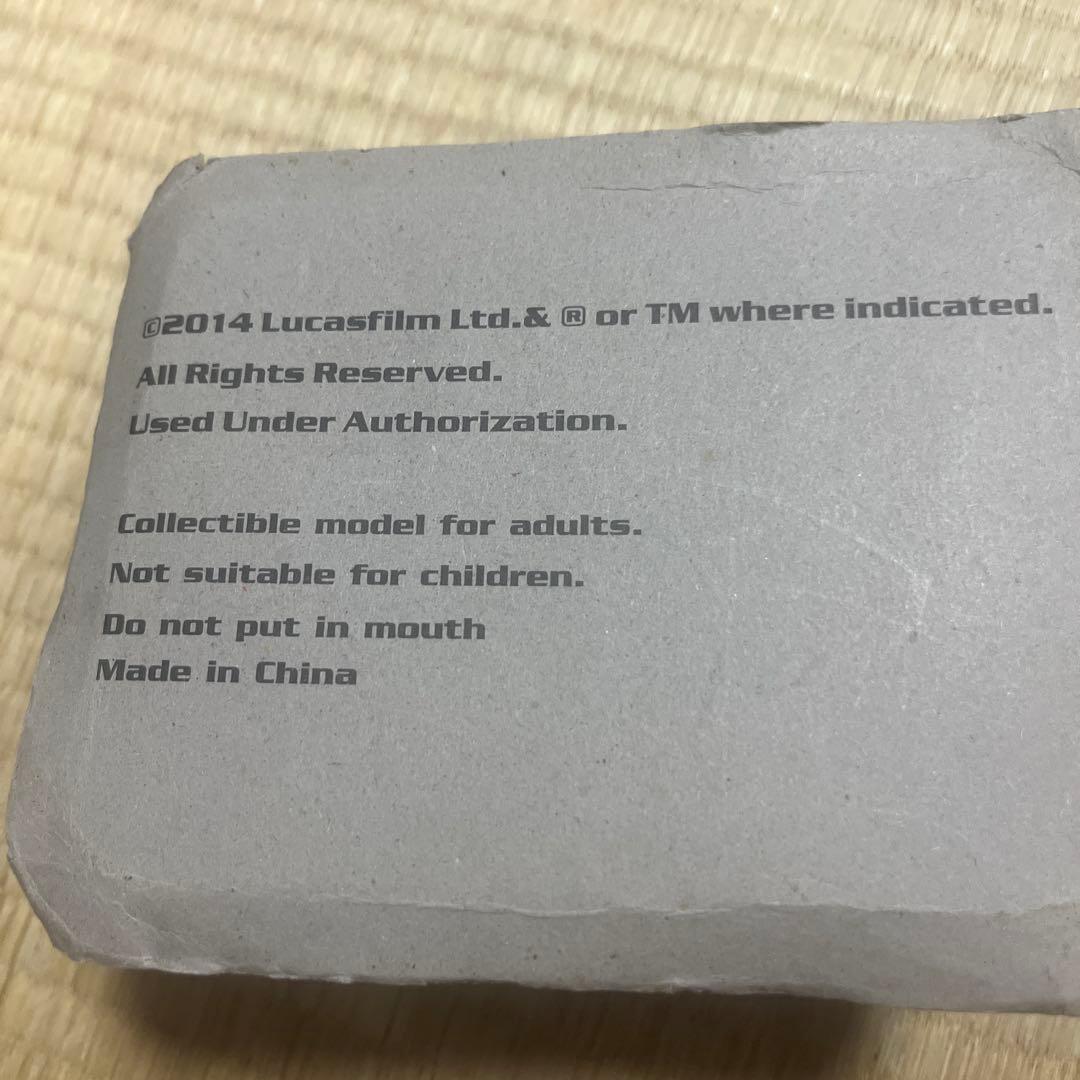 ©2014 Lucasfilm Ltd.& ® or TM where indicated.
All Rights Reserved.
Used Under Authorization.
Collectible model for adults.
Not suitable for children.
Do not put in mouth
Made in China